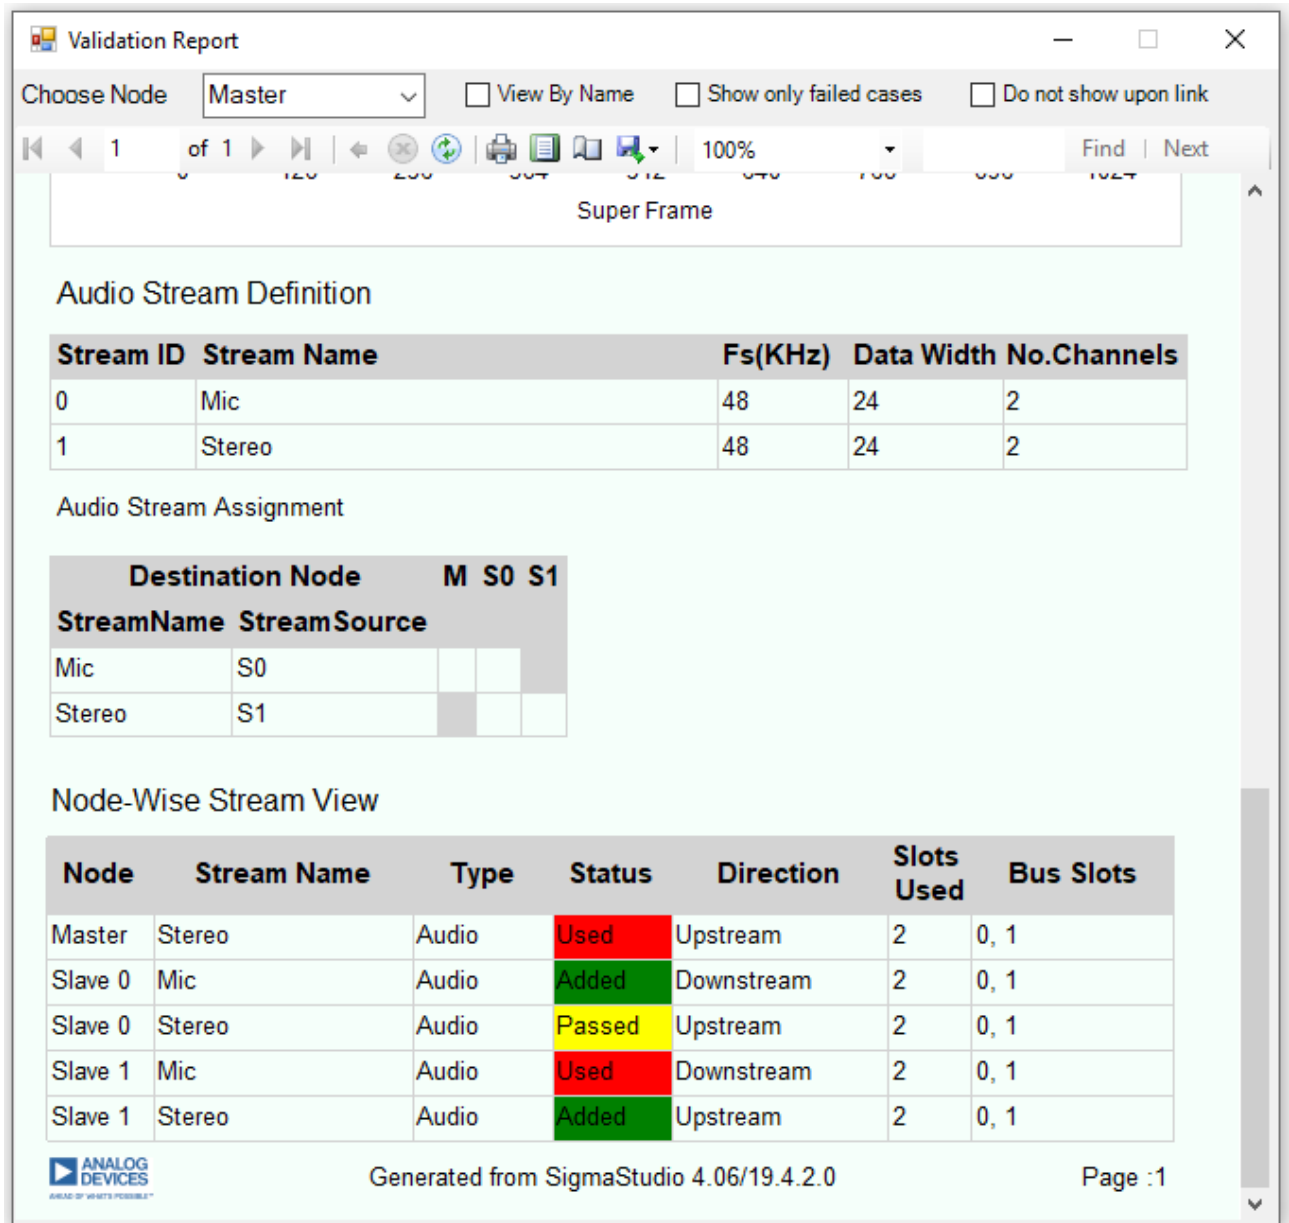 Validation Report
Choose Node Master View By Name Show only failed cases Do not show upon link
1 of 1 100% Find | Next
Super Frame
Audio Stream Definition
Stream ID Stream Name Fs(KHz) Data Width No.Channels
0 Mic 48 24 2
1 Stereo 48 24 2
Audio Stream Assignment
Destination Node M S0 S1
StreamName StreamSource
Mic S0
Stereo S1
Node-Wise Stream View
Node Stream Name Type Status Direction Slots Used Bus Slots
Master Stereo Audio Used Upstream 2 0, 1
Slave 0 Mic Audio Added Downstream 2 0, 1
Slave 0 Stereo Audio Passed Upstream 2 0, 1
Slave 1 Mic Audio Used Downstream 2 0, 1
Slave 1 Stereo Audio Added Upstream 2 0, 1
ANALOG
DEVICES
AHEAD OF WHAT'S POSSIBLE™
Generated from SigmaStudio 4.06/19.4.2.0 Page :1